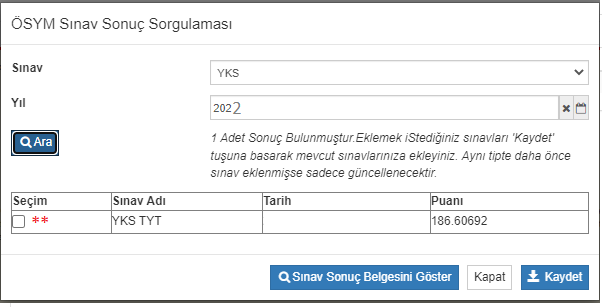 ÖSYM Sınav Sonuç Sorgulaması
Sınav YKS
Yıl 2022
Ara 1 Adet Sonuç Bulunmuştur.Eklemek iStediğiniz sınavları 'Kaydet'
tuşuna basarak mevcut sınavlarınıza ekleyiniz. Aynı tipte daha önce
sınav eklenmişse sadece güncellenecektir.
Seçim Sınav Adı Tarih Puanı
** YKS TYT 186.60692
Sınav Sonuç Belgesini Göster Kapat Kaydet